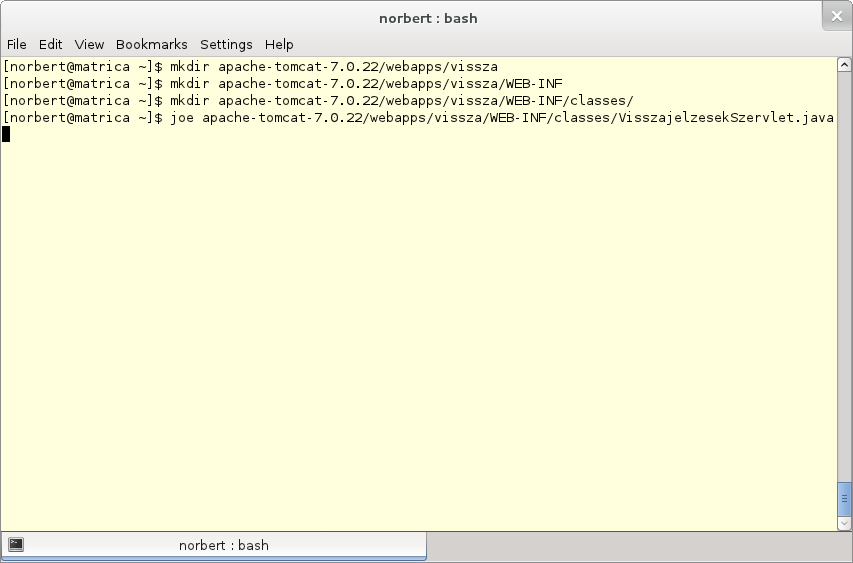 norbert : bash
File Edit View Bookmarks Settings Help
[norbert@matrica ~]$ mkdir apache-tomcat-7.0.22/webapps/vissza
[norbert@matrica ~]$ mkdir apache-tomcat-7.0.22/webapps/vissza/WEB-INF
[norbert@matrica ~]$ mkdir apache-tomcat-7.0.22/webapps/vissza/WEB-INF/classes/
[norbert@matrica ~]$ joe apache-tomcat-7.0.22/webapps/vissza/WEB-INF/classes/VisszajelzesekSzervlet.java
norbert : bash